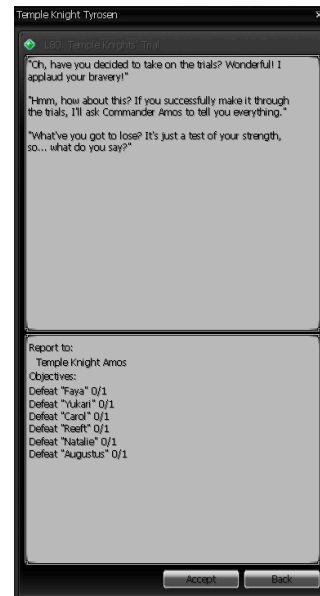 Temple Knight Tyrosen
L80. Temple Knights' Trial
"Oh, have you decided to take on the trials? Wonderful! I
applaud your bravery!"
"Hmm, how about this? If you successfully make it through
the trials, I'll ask Commander Amos to tell you everything."
"What've you got to lose? It's just a test of your strength,
so... what do you say?"
Report to:
Temple Knight Amos
Objectives:
Defeat "Faya" 0/1
Defeat "Yukari" 0/1
Defeat "Carol" 0/1
Defeat "Reeft" 0/1
Defeat "Natalie" 0/1
Defeat "Augustus" 0/1
Accept Back